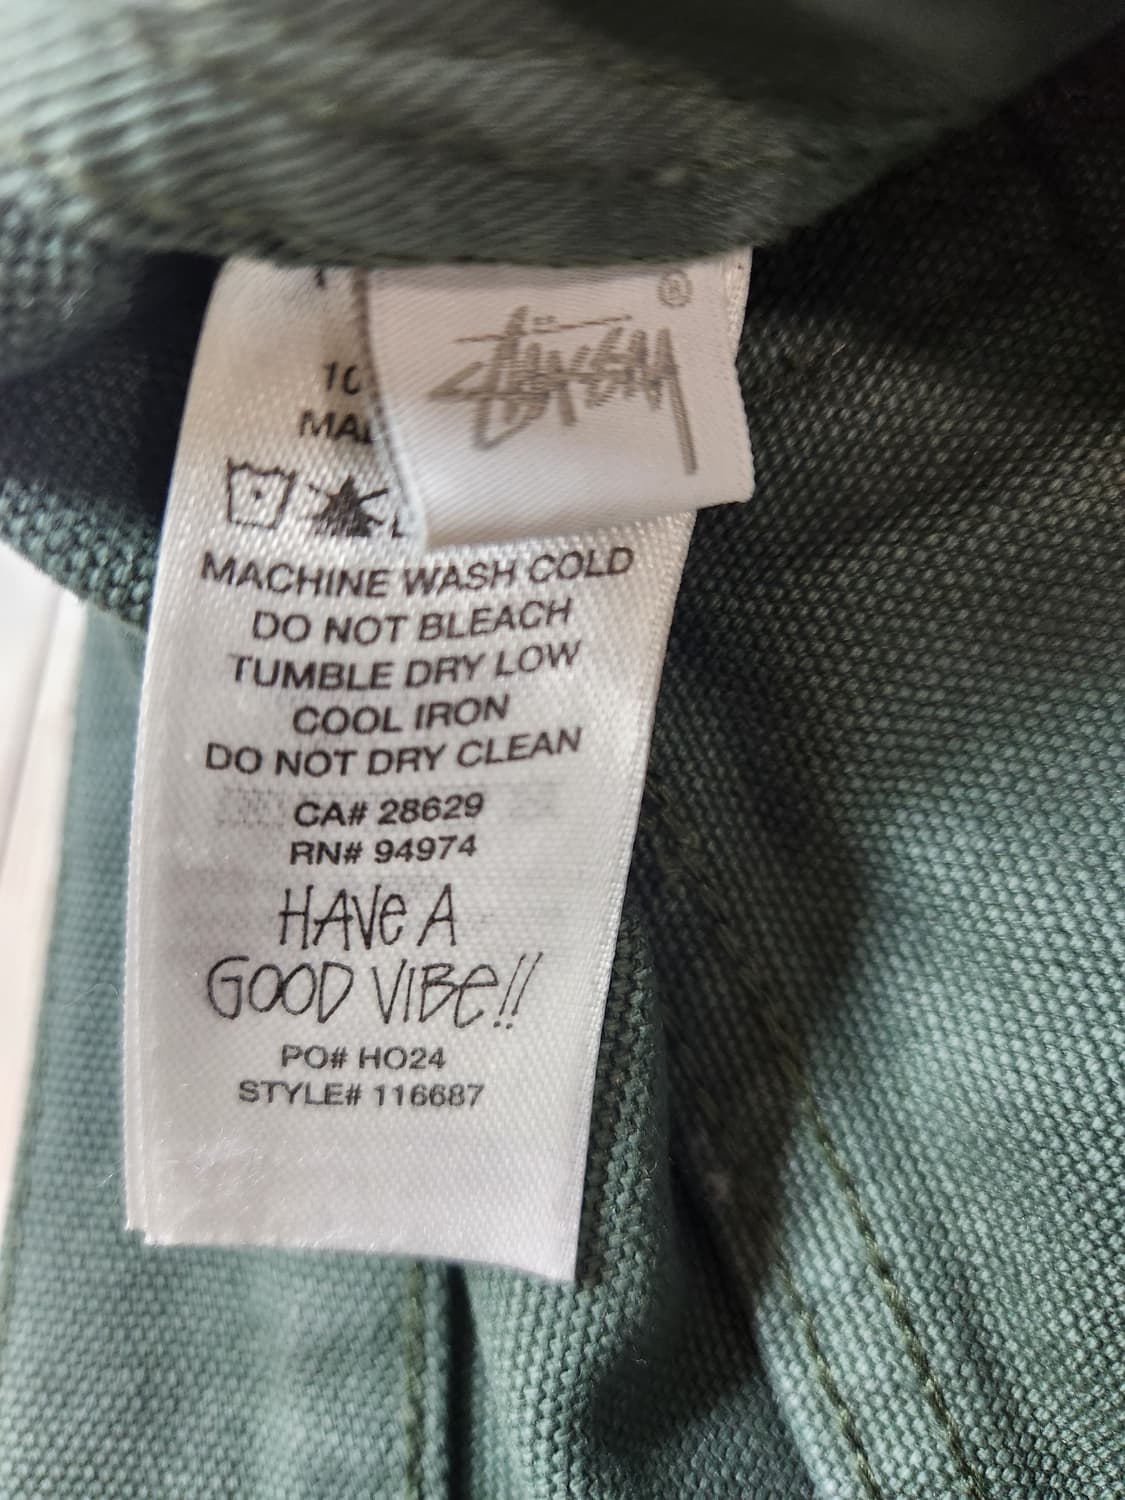 Stüssy
®
MACHINE WASH COLD
DO NOT BLEACH
TUMBLE DRY LOW
COOL IRON
DO NOT DRY CLEAN
CA# 28629
RN# 94974
HAVe A
GOOD VIBe!!
PO# HO24
STYLE# 116687